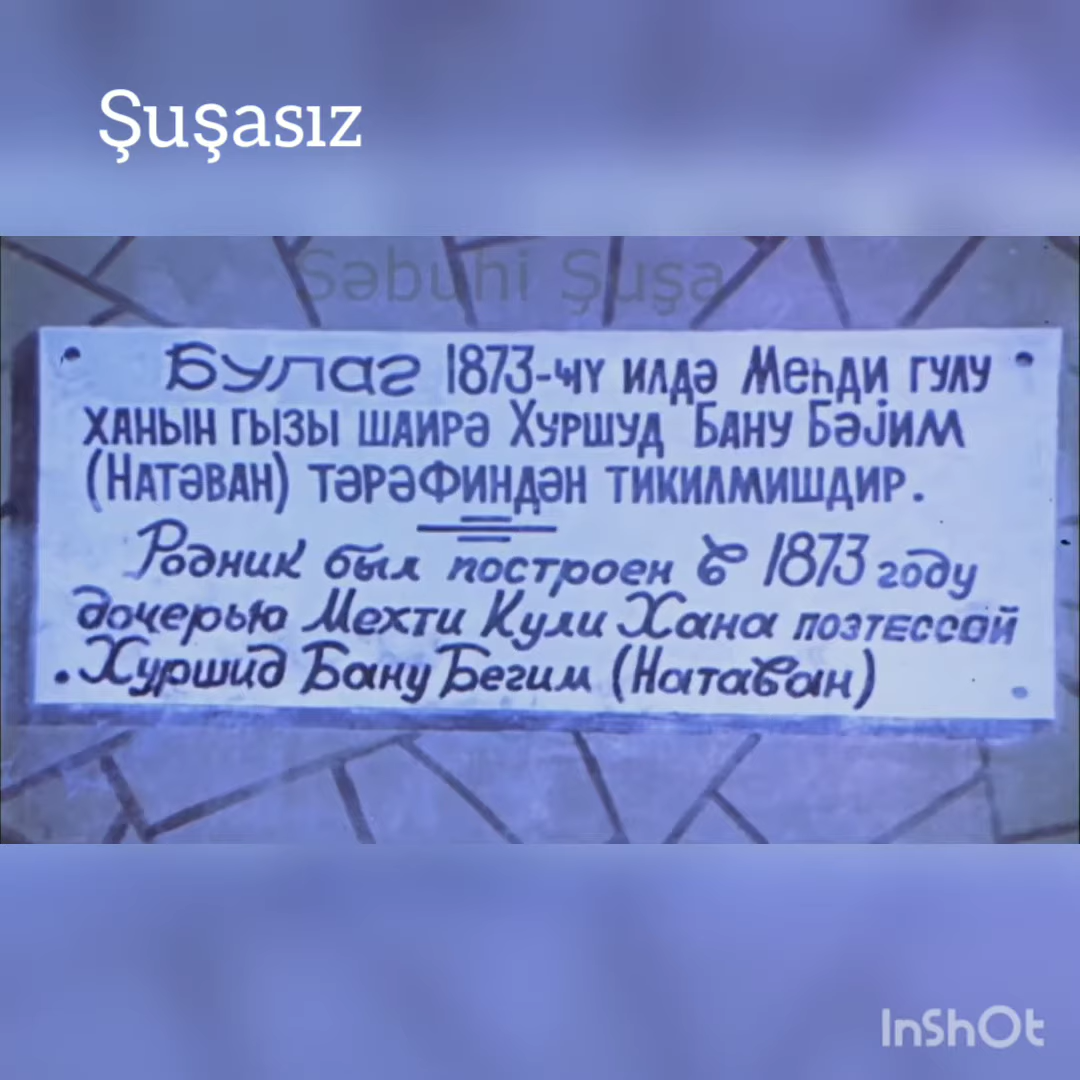 Şuşasız
Səbuhi Şuşa
Булаг 1873-ҹү илдә Меһди гулу
ханын гызы шаирә Хуршуд Бану Бәјим
(Натәван) тәрәфиндән тикилмишдир.
Родник был построен в 1873 году
дочерью Мехти Кули Хана поэтессой
Хуршид Бану Бегим (Натаван)
InShOt